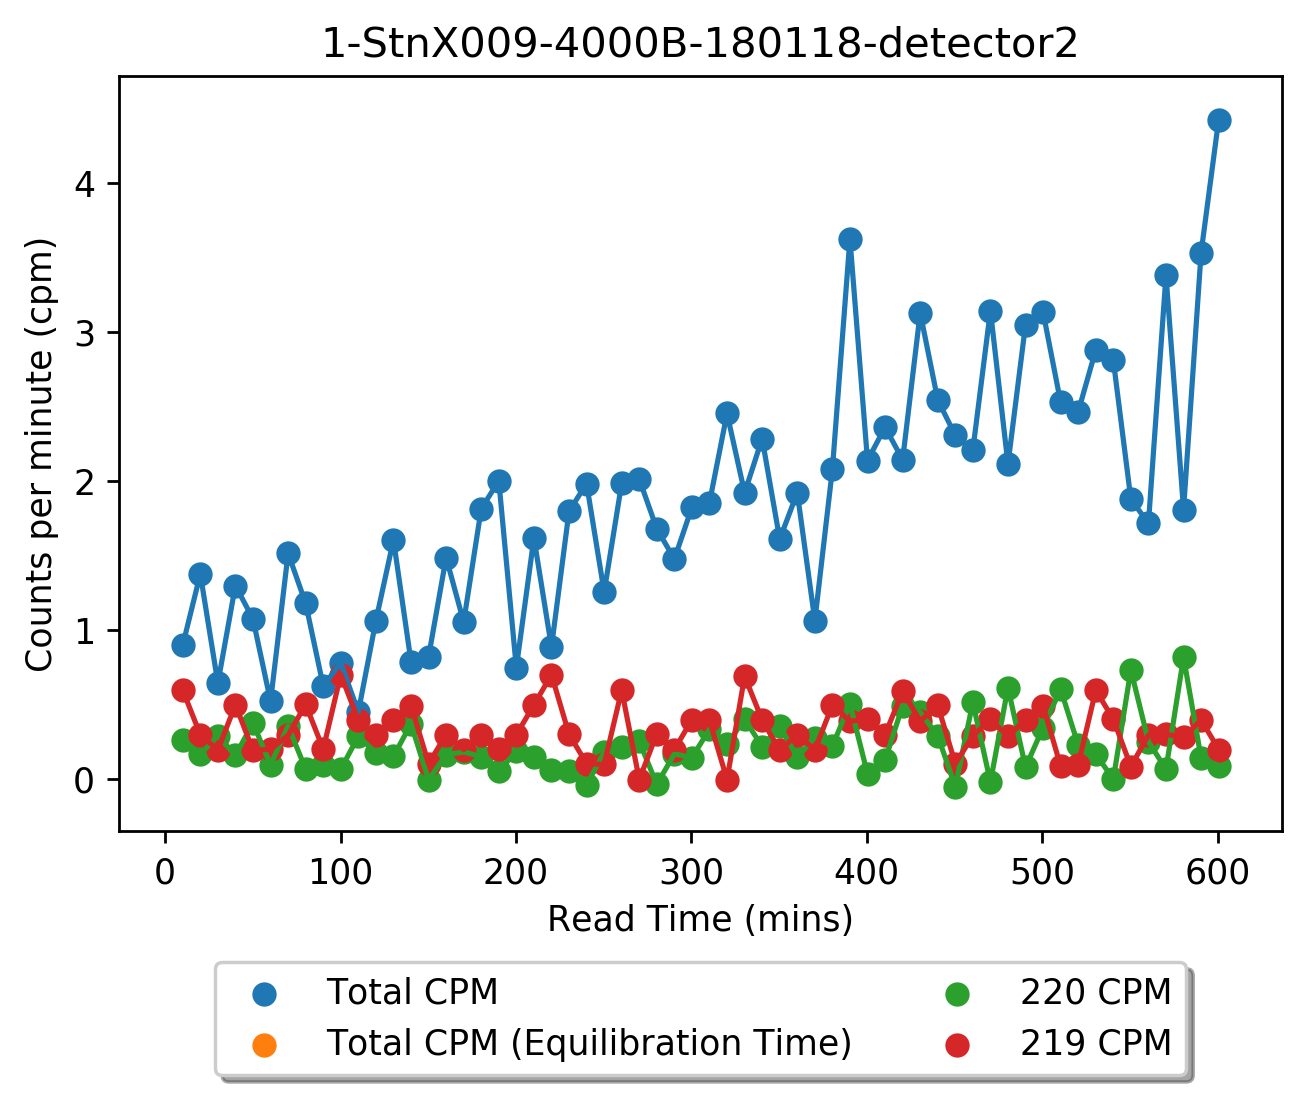 1-StnX009-4000B-180118-detector2
Counts per minute (cpm)
4
3
2
1
0
0 100 200 300 400 500 600
Read Time (mins)
Total CPM
Total CPM (Equilibration Time)
220 CPM
219 CPM